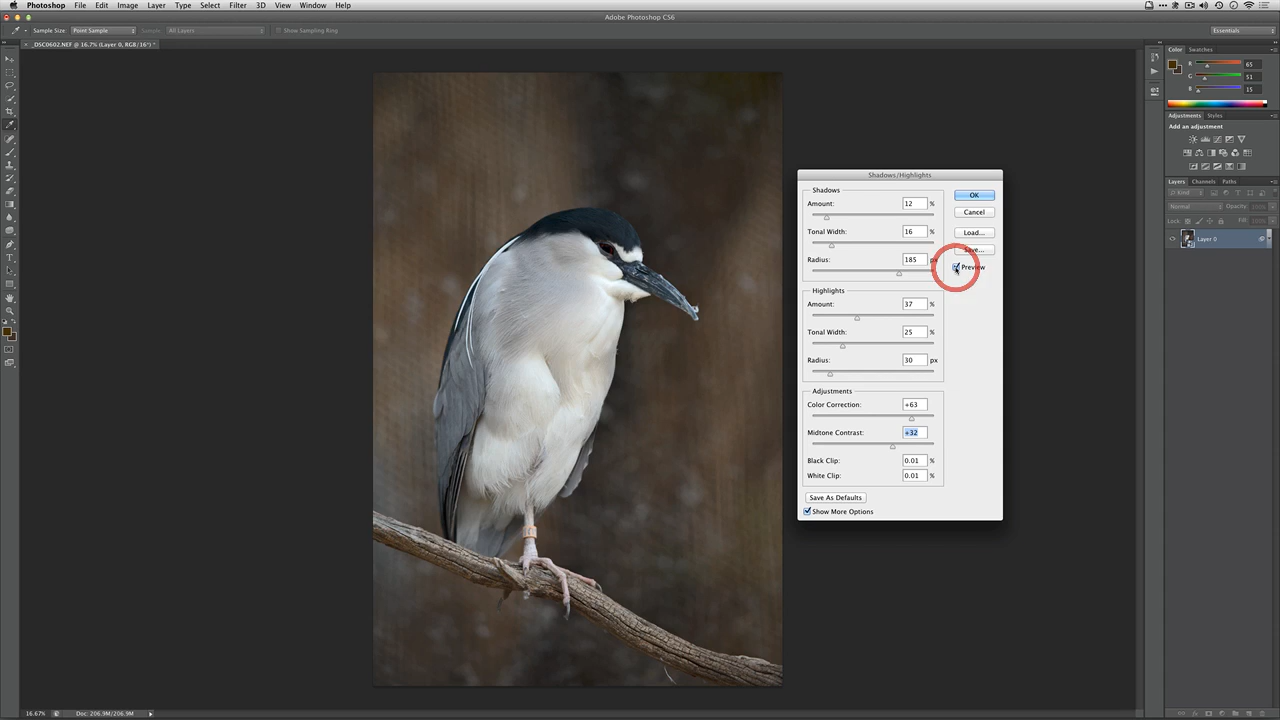 Photoshop File Edit Image Layer Type Select Filter 3D View Window Help
Adobe Photoshop CS6
Sample Size: Point Sample Sample: All Layers Show Sampling Ring Essentials
_DSC0602.NEF @ 16.7% (Layer 0, RGB/16*) *
Color Swatches
R 65
G 51
B 15
Adjustments Styles
Add an adjustment
Layers Channels Paths
Kind
Normal Opacity:
Lock: Fill:
Layer 0
Shadows/Highlights
Shadows
Amount: 12 %
Tonal Width: 16 %
Radius: 185 px
Highlights
Amount: 37 %
Tonal Width: 25 %
Radius: 30 px
Adjustments
Color Correction: +63
Midtone Contrast: +32
Black Clip: 0.01 %
White Clip: 0.01 %
Save As Defaults
Show More Options
OK
Cancel
Load...
Save...
Preview
16.67% Doc: 206.9M/206.9M